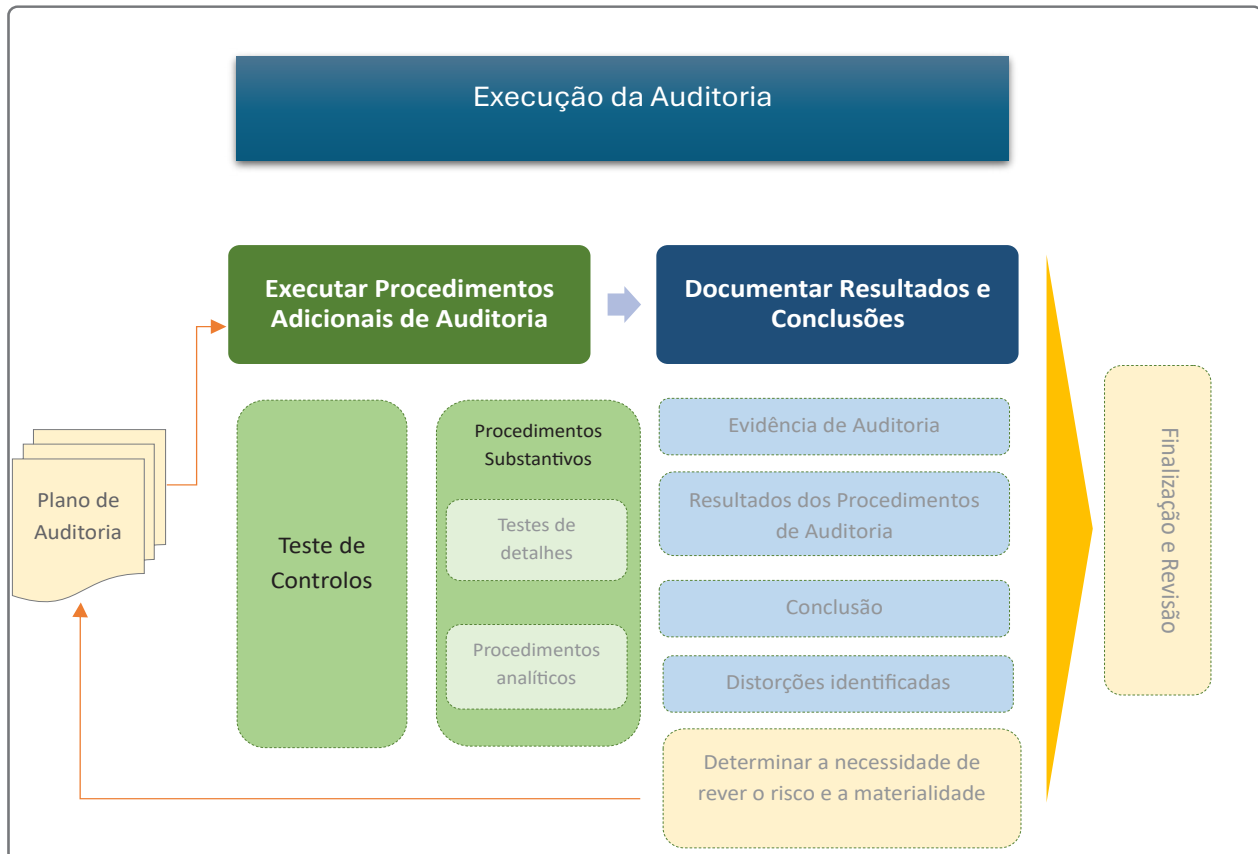 Execução da Auditoria
Executar Procedimentos
Adicionais de Auditoria
Documentar Resultados e
Conclusões
Plano de
Auditoria
Teste de
Controlos
Procedimentos
Substantivos
Testes de
detalhes
Procedimentos
analíticos
Evidência de Auditoria
Resultados dos Procedimentos
de Auditoria
Conclusão
Distorções identificadas
Determinar a necessidade de
rever o risco e a materialidade
Finalização e Revisão